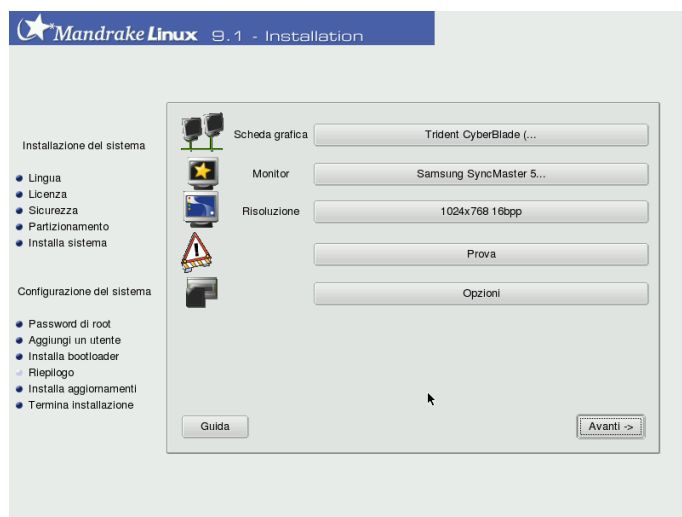 Mandrake Linux 9.1 - Installation
Installazione del sistema
Lingua
Licenza
Sicurezza
Partizionamento
Installa sistema
Configurazione del sistema
Password di root
Aggiungi un utente
Installa bootloader
Riepilogo
Installa aggiornamenti
Termina installazione
Scheda grafica
Trident CyberBlade (...
Monitor
Samsung SyncMaster 5...
Risoluzione
1024x768 16bpp
Prova
Opzioni
Guida
Avanti ->